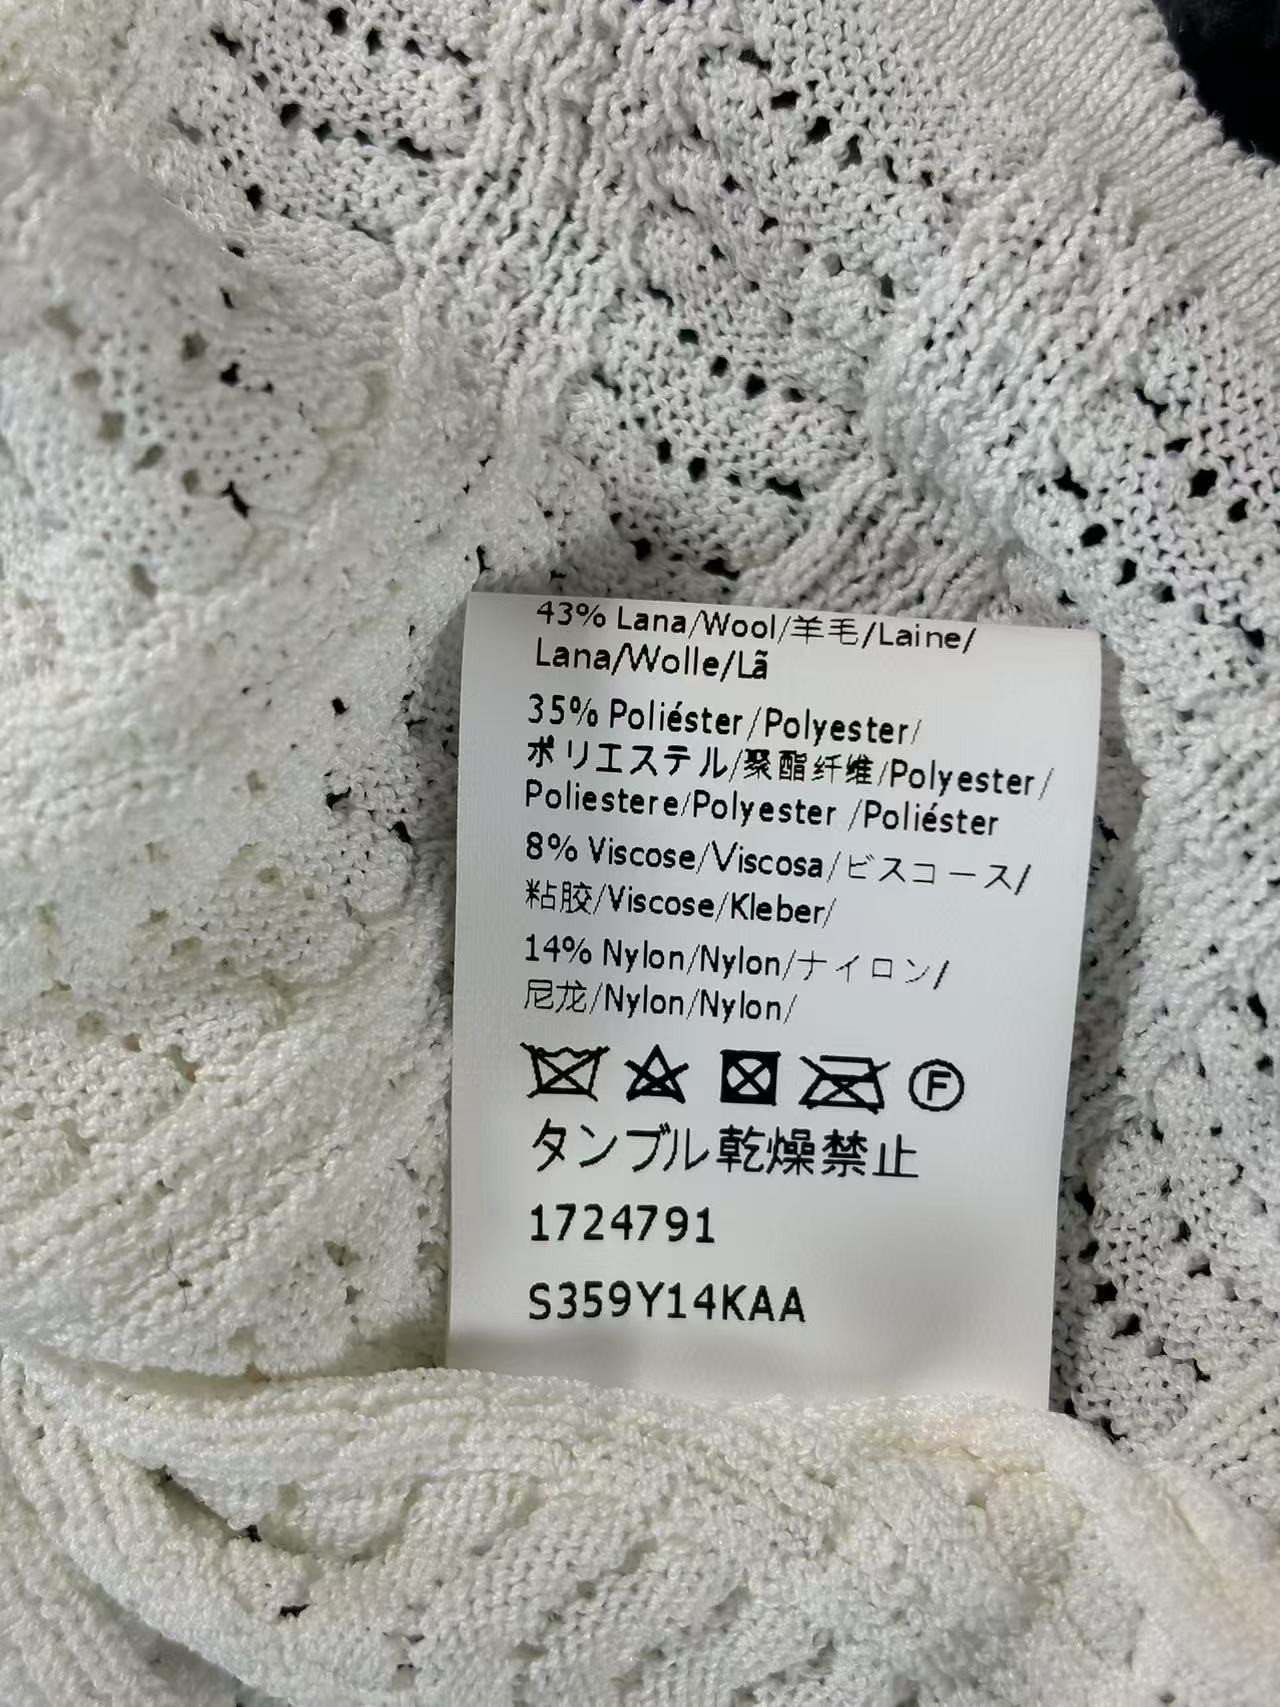 43% Lana/Wool/羊毛/Laine/
Lana/Wolle/Lã
35% Poliéster/Polyester/
ポリエステル/聚酯纤维/Polyester/
Poliestere/Polyester /Poliéster
8% Viscose/Viscosa/ビスコース/
粘胶/Viscose/Kleber/
14% Nylon/Nylon/ナイロン/
尼龙/Nylon/Nylon/
F
タンブル乾燥禁止
1724791
S359Y14KAA